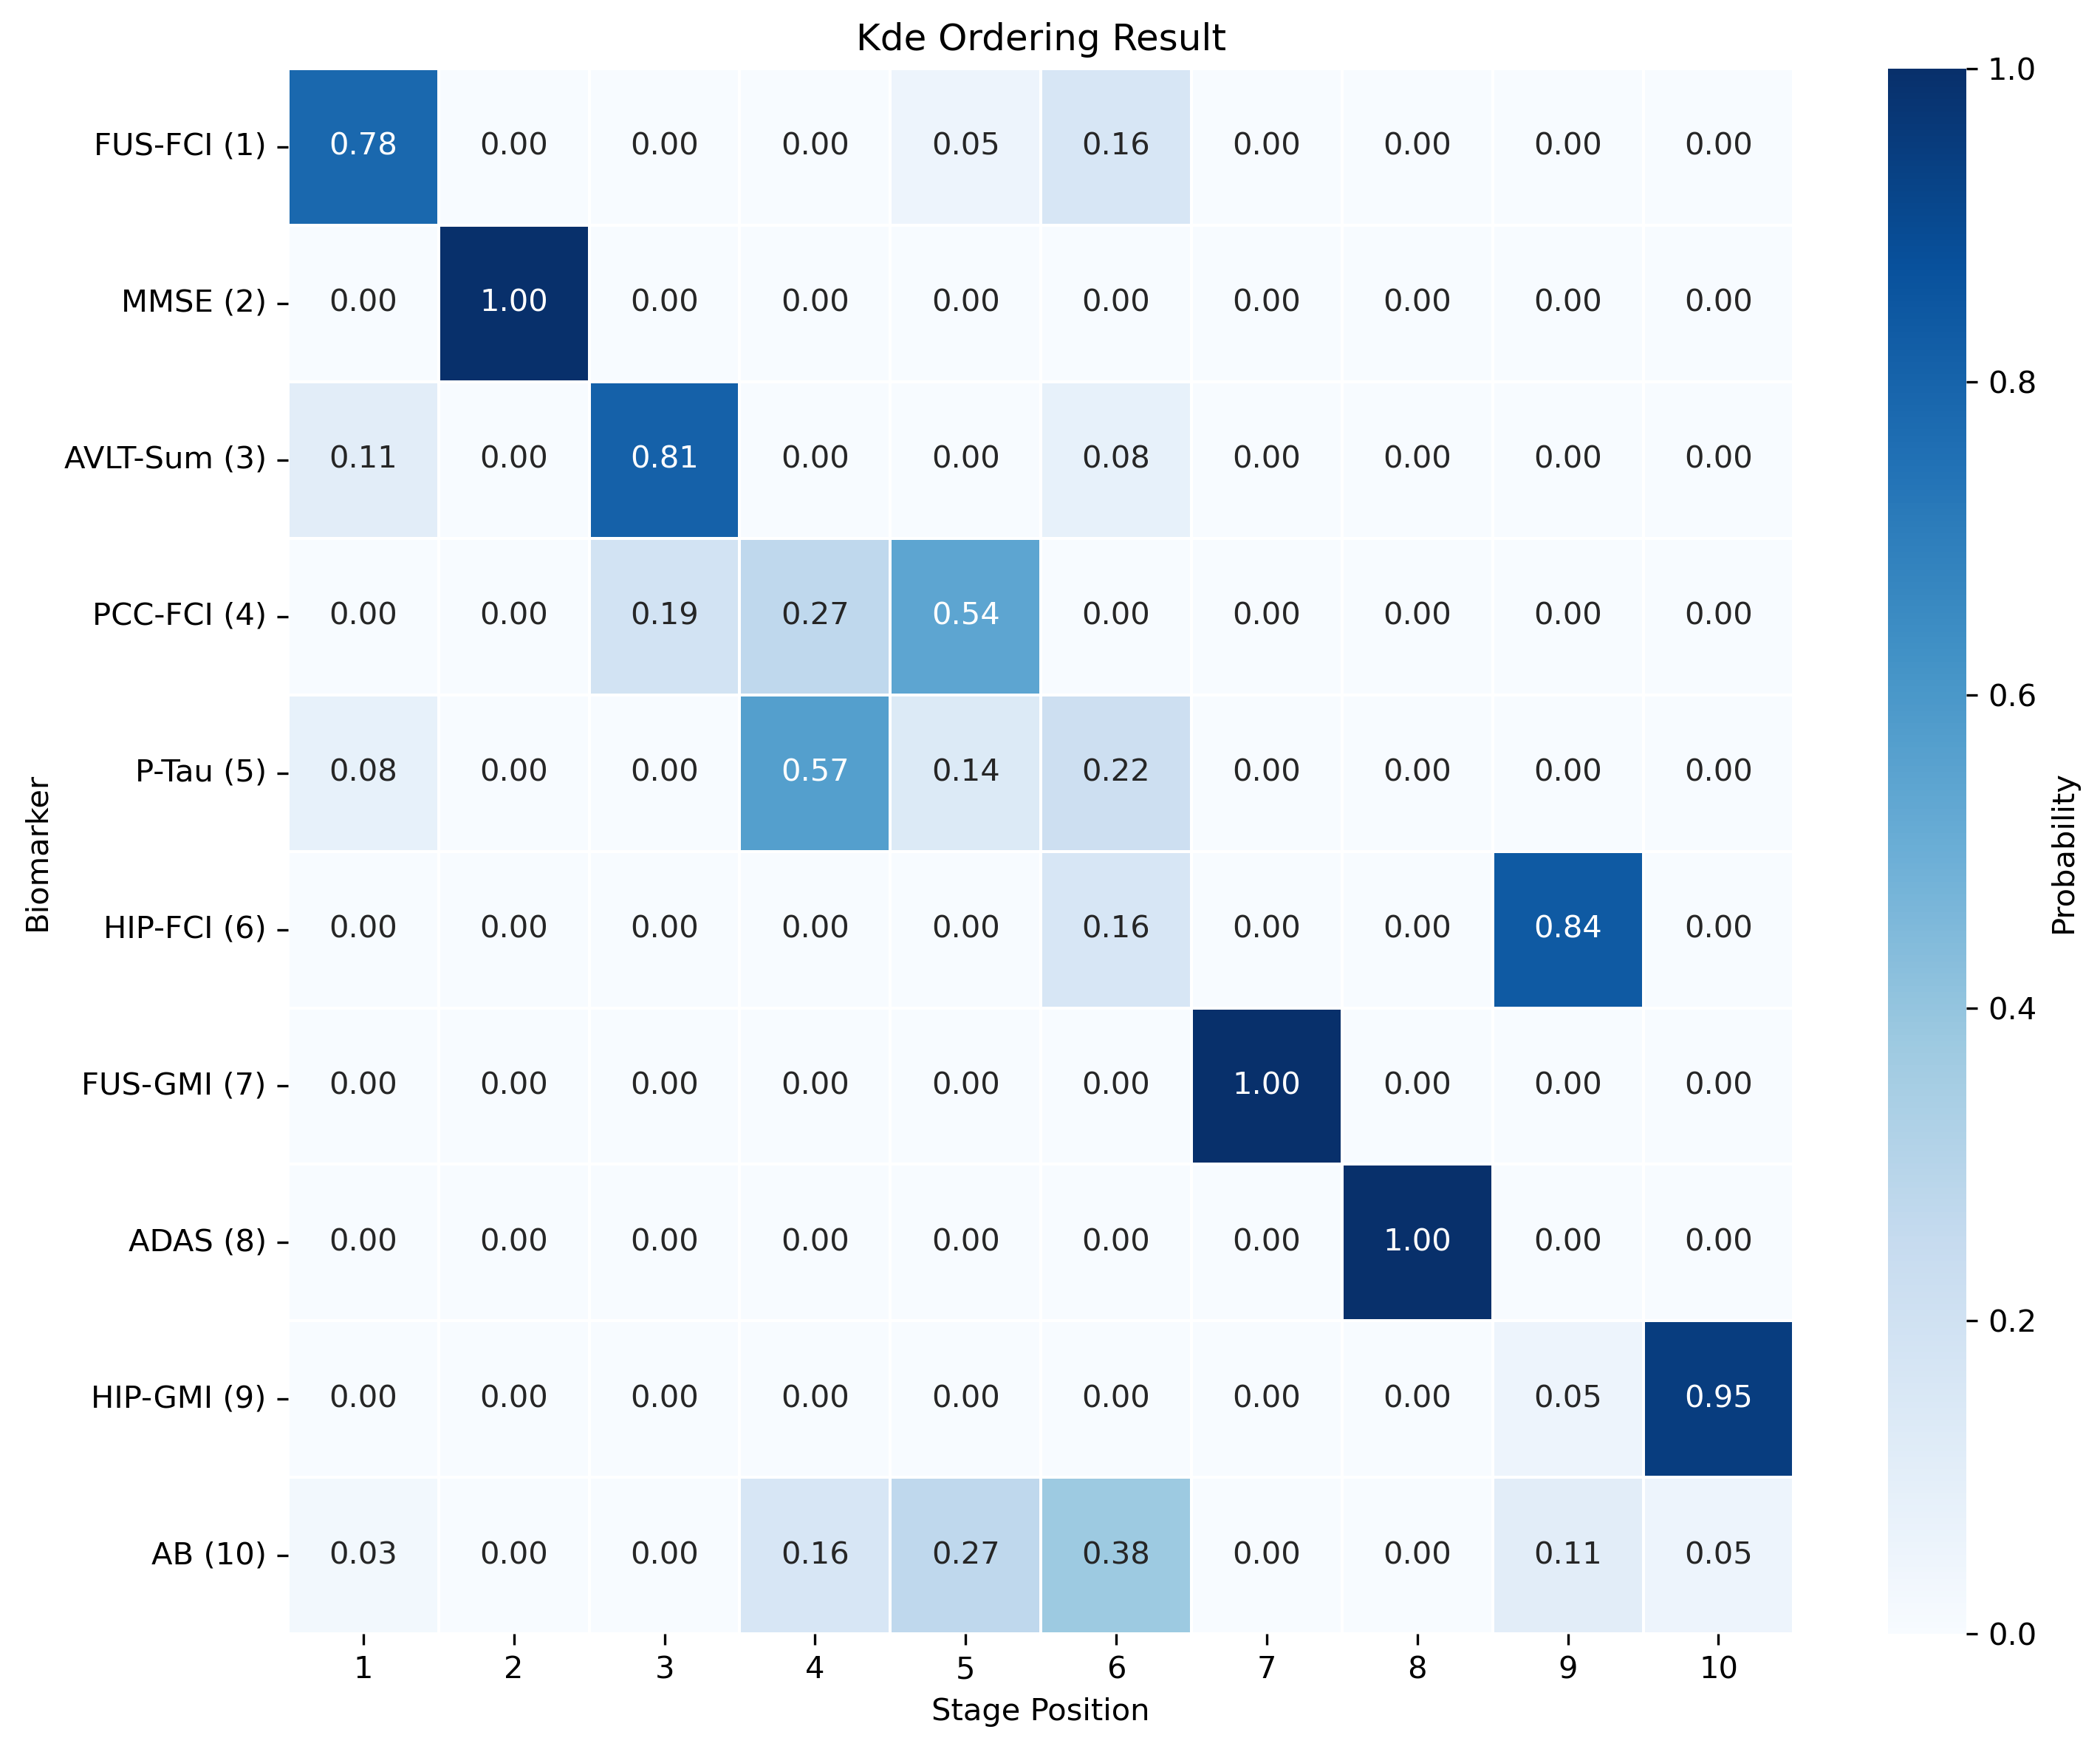 Kde Ordering Result
FUS-FCI (1) 0.78 0.00 0.00 0.00 0.05 0.16 0.00 0.00 0.00 0.00
MMSE (2) 0.00 1.00 0.00 0.00 0.00 0.00 0.00 0.00 0.00 0.00
AVLT-Sum (3) 0.11 0.00 0.81 0.00 0.00 0.08 0.00 0.00 0.00 0.00
PCC-FCI (4) 0.00 0.00 0.19 0.27 0.54 0.00 0.00 0.00 0.00 0.00
P-Tau (5) 0.08 0.00 0.00 0.57 0.14 0.22 0.00 0.00 0.00 0.00
HIP-FCI (6) 0.00 0.00 0.00 0.00 0.00 0.16 0.00 0.00 0.84 0.00
FUS-GMI (7) 0.00 0.00 0.00 0.00 0.00 0.00 1.00 0.00 0.00 0.00
ADAS (8) 0.00 0.00 0.00 0.00 0.00 0.00 0.00 1.00 0.00 0.00
HIP-GMI (9) 0.00 0.00 0.00 0.00 0.00 0.00 0.00 0.00 0.05 0.95
AB (10) 0.03 0.00 0.00 0.16 0.27 0.38 0.00 0.00 0.11 0.05
1 2 3 4 5 6 7 8 9 10
Stage Position
Biomarker
1.0
0.8
0.6
0.4
0.2
0.0
Probability